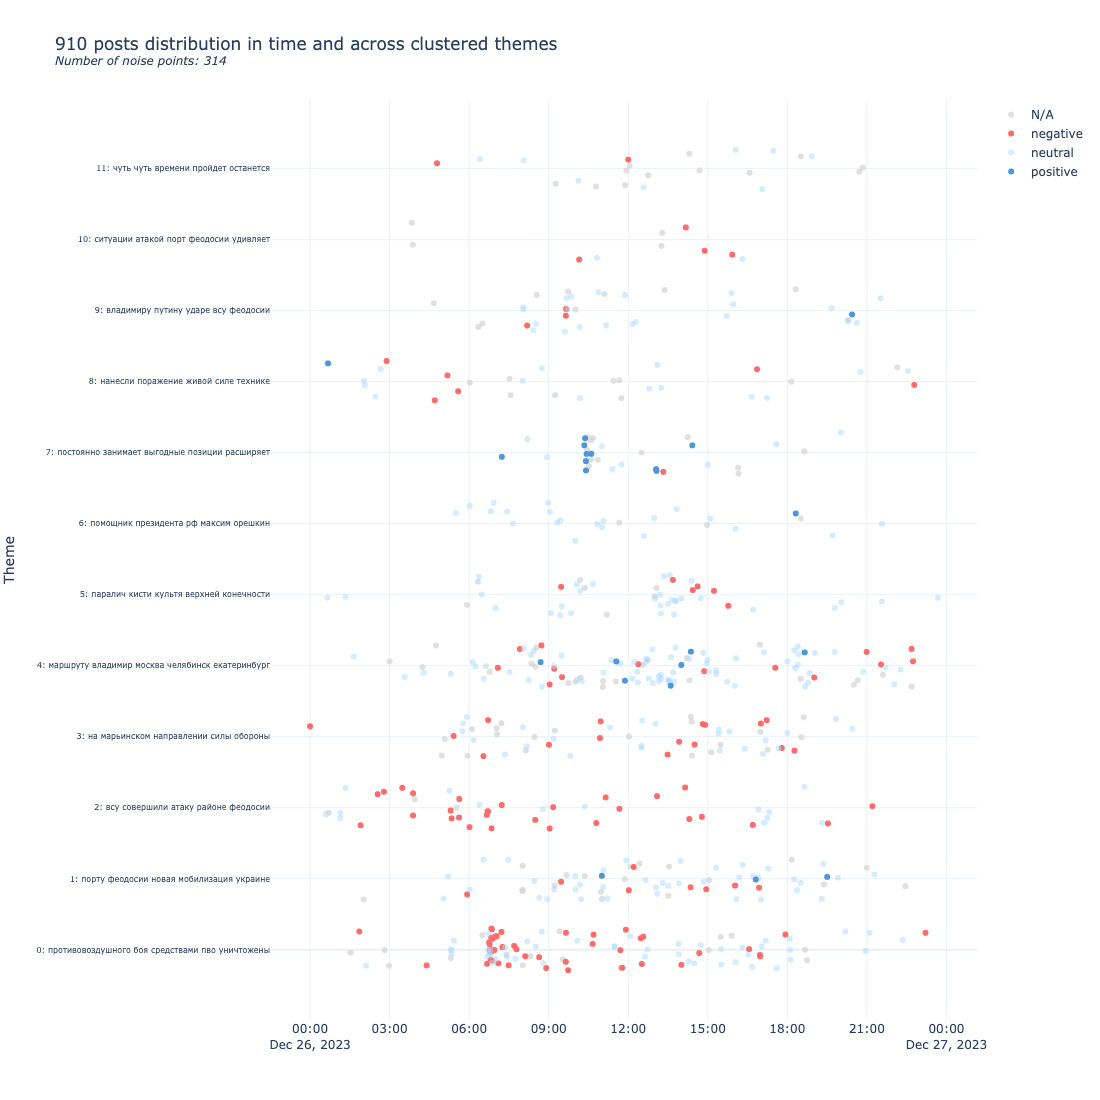 910 posts distribution in time and across clustered themes
Number of noise points: 314
N/A
negative
neutral
positive
Theme
11: чуть чуть времени пройдет останется
10: ситуации атакой порт феодосии удивляет
9: владимиру путину ударе всу феодосии
8: нанесли поражение живой силе технике
7: постоянно занимает выгодные позиции расширяет
6: помощник президента рф максим орешкин
5: паралич кисти культя верхней конечности
4: маршруту владимир москва челябинск екатеринбург
3: на марьинском направлении силы обороны
2: всу совершили атаку районе феодосии
1: порту феодосии новая мобилизация украине
0: противовоздушного боя средствами пво уничтожены
00:00 03:00 06:00 09:00 12:00 15:00 18:00 21:00 00:00
Dec 26, 2023 Dec 27, 2023